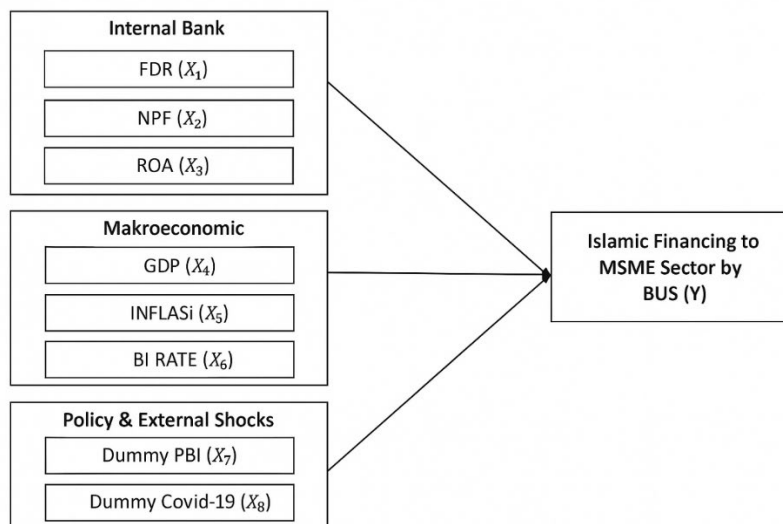 Internal Bank
FDR (X₁)
NPF (X₂)
ROA (X₃)
Makroeconomic
GDP (X₄)
INFLASi (X₅)
BI RATE (X₆)
Policy & External Shocks
Dummy PBI (X₇)
Dummy Covid-19 (X₈)
Islamic Financing to
MSME Sector by
BUS (Y)